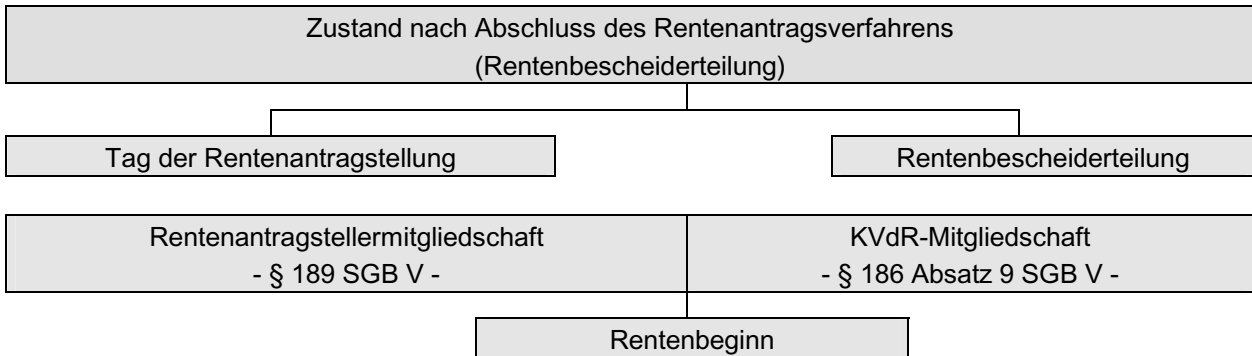 Zustand nach Abschluss des Rentenantragsverfahrens
(Rentenbescheiderteilung)
Tag der Rentenantragstellung
Rentenbescheiderteilung
Rentenantragstellermitgliedschaft
- § 189 SGB V -
KVdR-Mitgliedschaft
- § 186 Absatz 9 SGB V -
Rentenbeginn